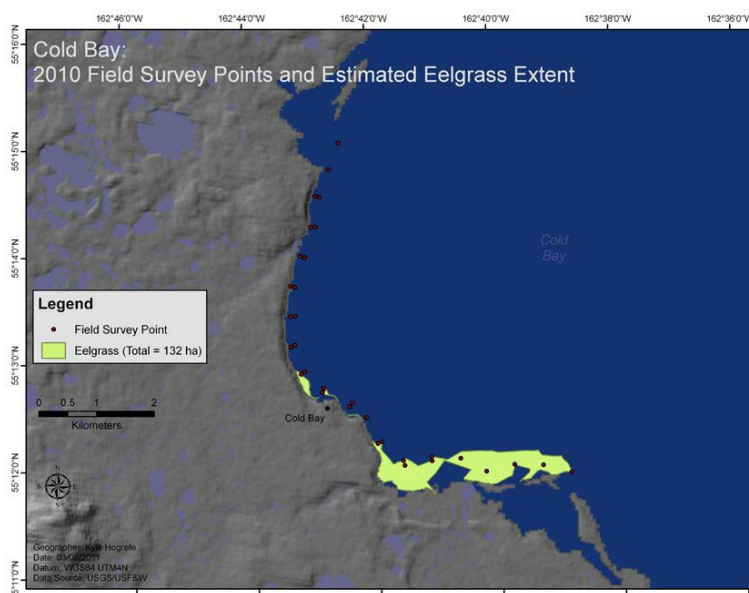 162°46'0"W 162°44'0"W 162°42'0"W 162°40'0"W 162°38'0"W 162°36'0"W
55°16'0"N
Cold Bay:
2010 Field Survey Points and Estimated Eelgrass Extent
55°15'0"N
Cold
Bay
55°14'0"N
Legend
Field Survey Point
Eelgrass (Total = 132 ha)
55°13'0"N
0 0.5 1 2
Kilometers
Cold Bay
55°12'0"N
N
W E
S
Geographer: Kyle Hogrefe
Date: 03/08/2011
Datum: WGS84 UTM4N
Data Source: USGS/USF&W
55°11'0"N